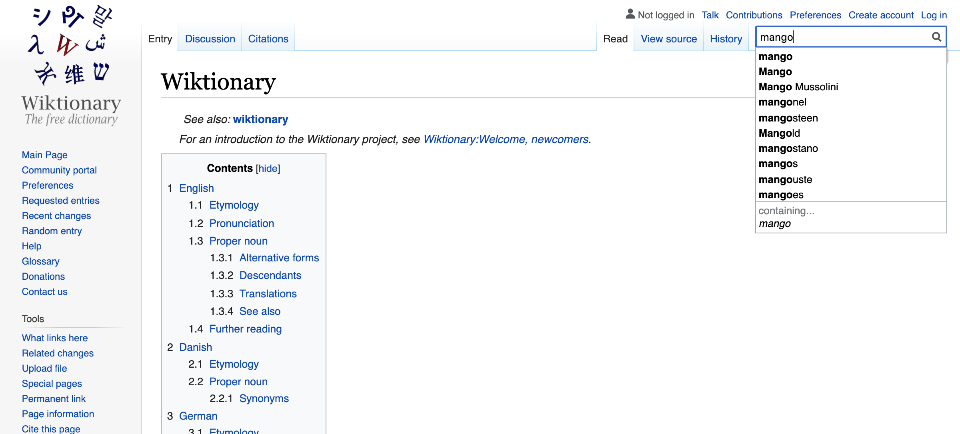 Not logged in Talk Contributions Preferences Create account Log in
Entry Discussion Citations Read View source History mango
mango
Mango
Mango Mussolini
mangonel
mangosteen
Mangold
mangostano
mangos
mangouste
mangoes
containing...
mango
Wiktionary
The free dictionary
Main Page
Community portal
Preferences
Requested entries
Recent changes
Random entry
Help
Glossary
Donations
Contact us
Tools
What links here
Related changes
Upload file
Special pages
Permanent link
Page information
Cite this page
Wiktionary
See also: wiktionary
For an introduction to the Wiktionary project, see Wiktionary:Welcome, newcomers.
Contents [hide]
1 English
1.1 Etymology
1.2 Pronunciation
1.3 Proper noun
1.3.1 Alternative forms
1.3.2 Descendants
1.3.3 Translations
1.3.4 See also
1.4 Further reading
2 Danish
2.1 Etymology
2.2 Proper noun
2.2.1 Synonyms
3 German
3.1 Etymology